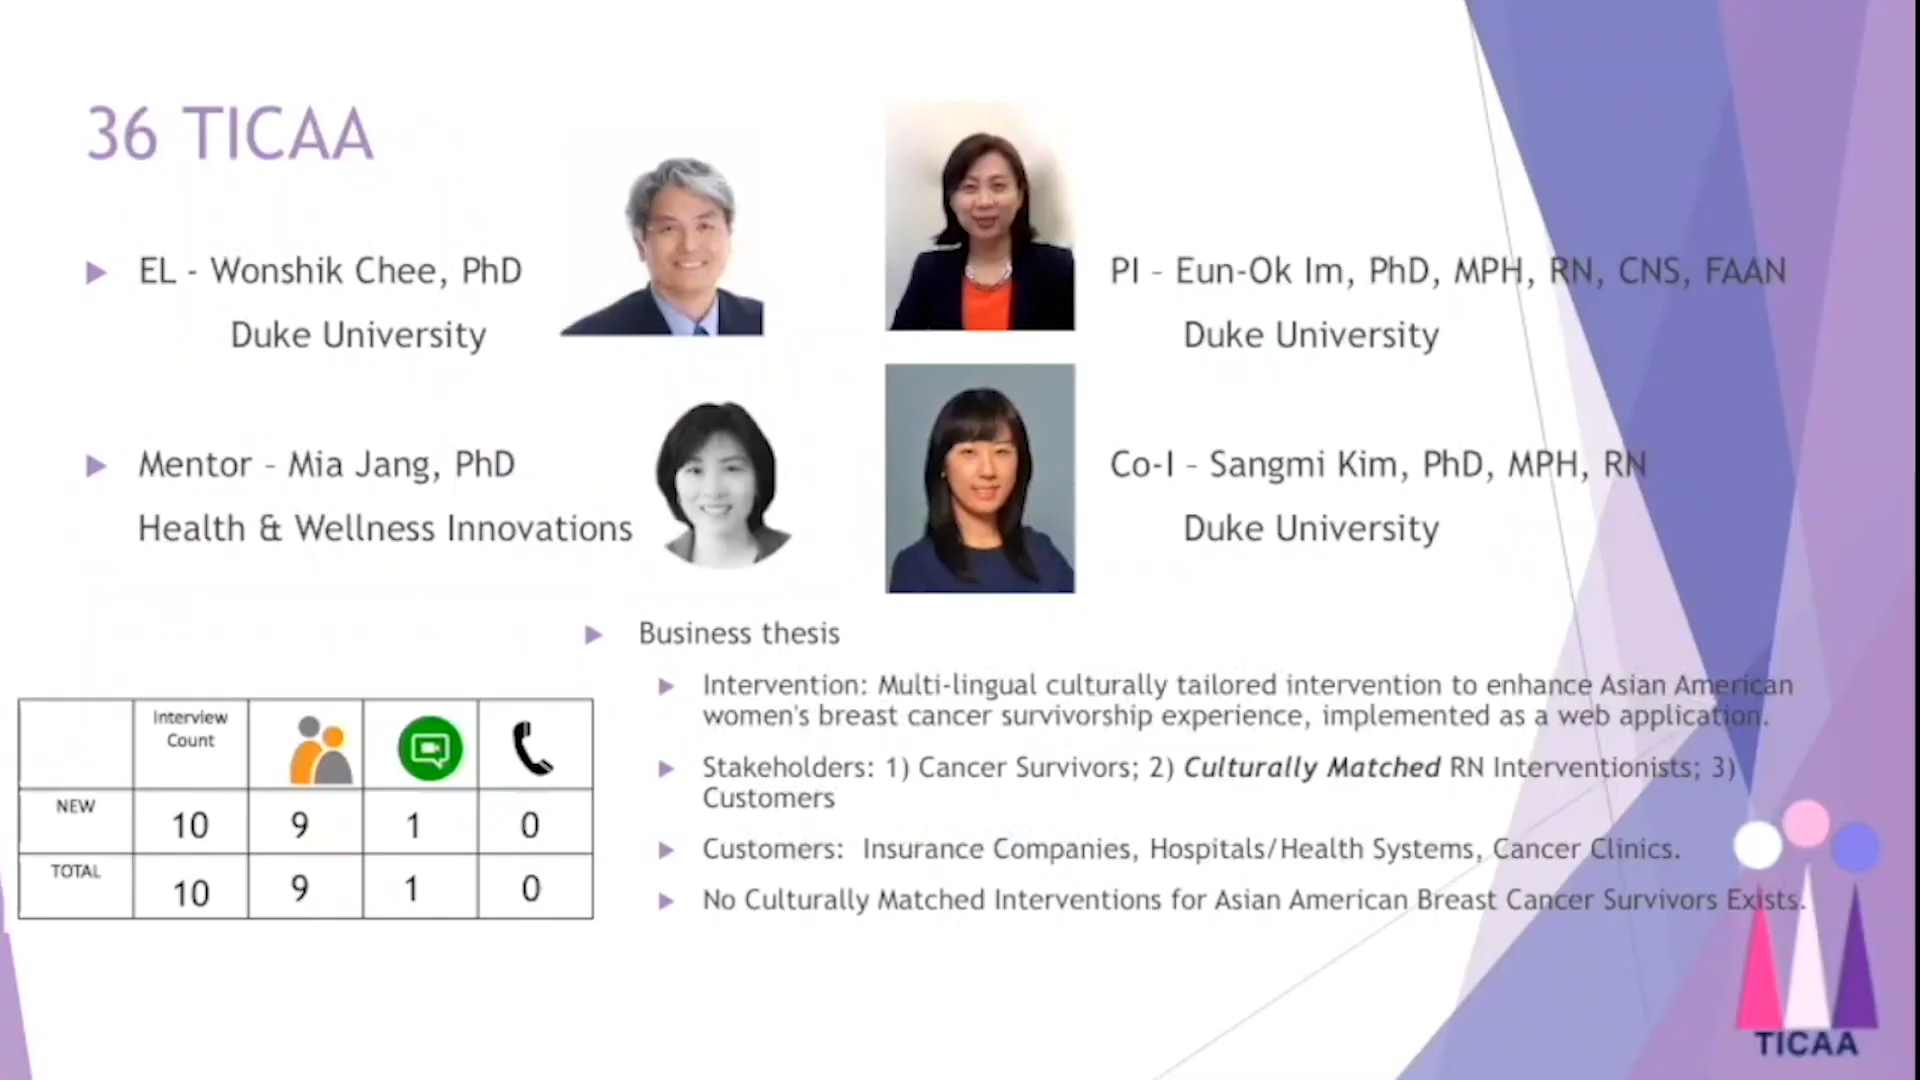 36 TICAA
EL - Wonshik Chee, PhD
Duke University
PI – Eun-Ok Im, PhD, MPH, RN, CNS, FAAN
Duke University
Mentor – Mia Jang, PhD
Health & Wellness Innovations
Co-I – Sangmi Kim, PhD, MPH, RN
Duke University
Interview
Count
NEW 10 9 1 0
TOTAL 10 9 1 0
Business thesis
Intervention: Multi-lingual culturally tailored intervention to enhance Asian American
women's breast cancer survivorship experience, implemented as a web application.
Stakeholders: 1) Cancer Survivors; 2) Culturally Matched RN Interventionists; 3)
Customers
Customers: Insurance Companies, Hospitals/Health Systems, Cancer Clinics.
No Culturally Matched Interventions for Asian American Breast Cancer Survivors Exists.
TICAA